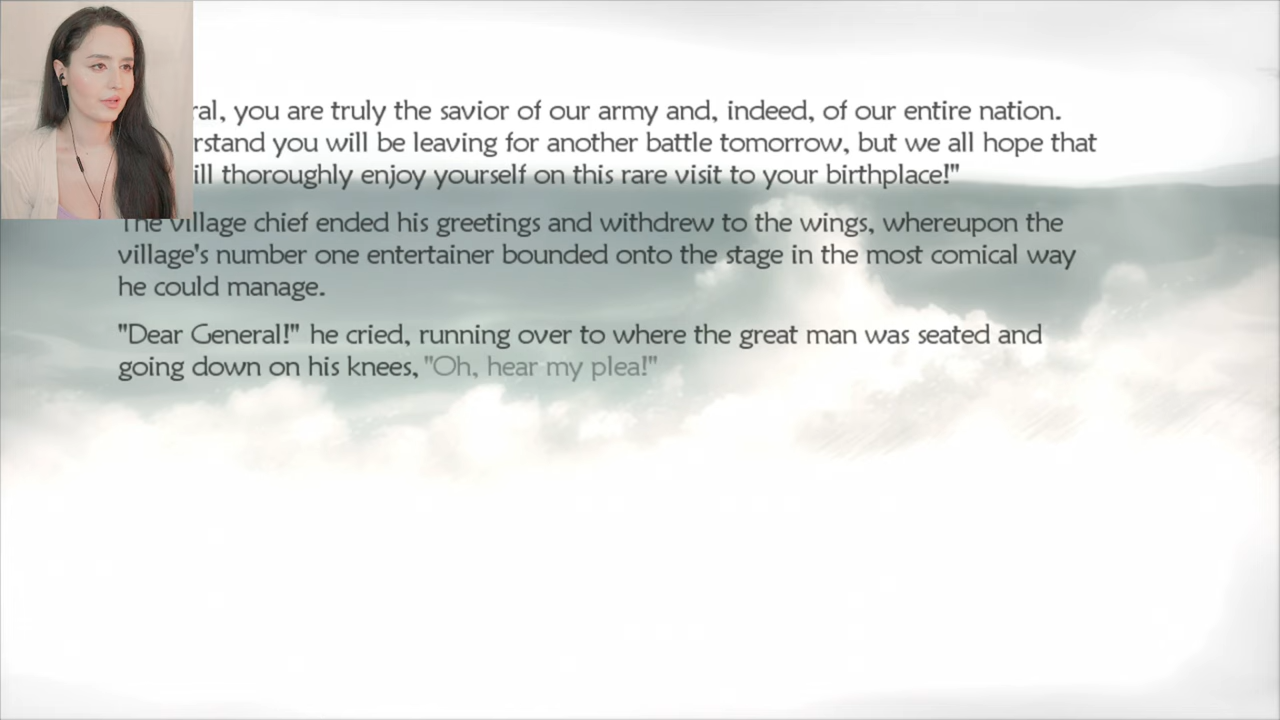 you are truly the savior of our army and, indeed, of our entire nation.
you will be leaving for another battle tomorrow, but we all hope that
thoroughly enjoy yourself on this rare visit to your birthplace!"
The village chief ended his greetings and withdrew to the wings, whereupon the
village's number one entertainer bounded onto the stage in the most comical way
he could manage.
"Dear General!" he cried, running over to where the great man was seated and
going down on his knees, "Oh, hear my plea!"